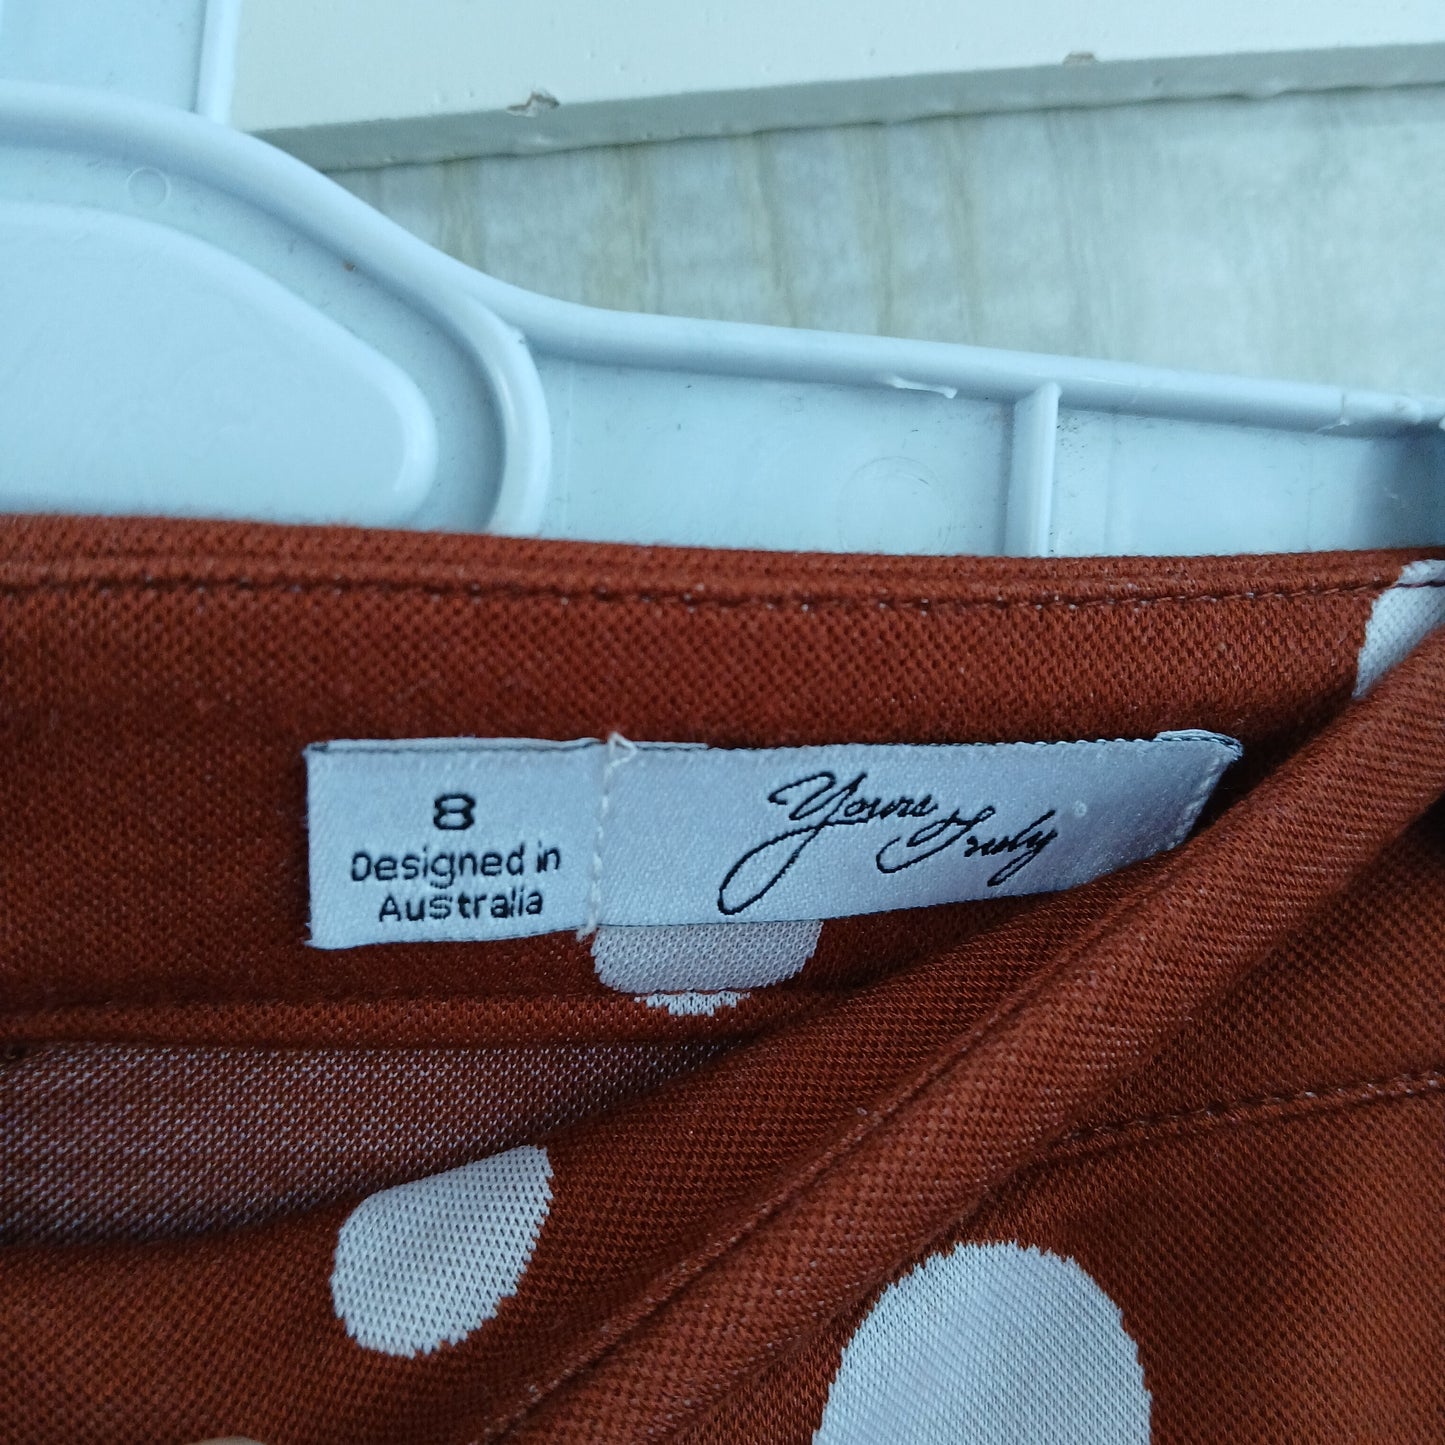 8
Designed in
Australia
Yours
Truly